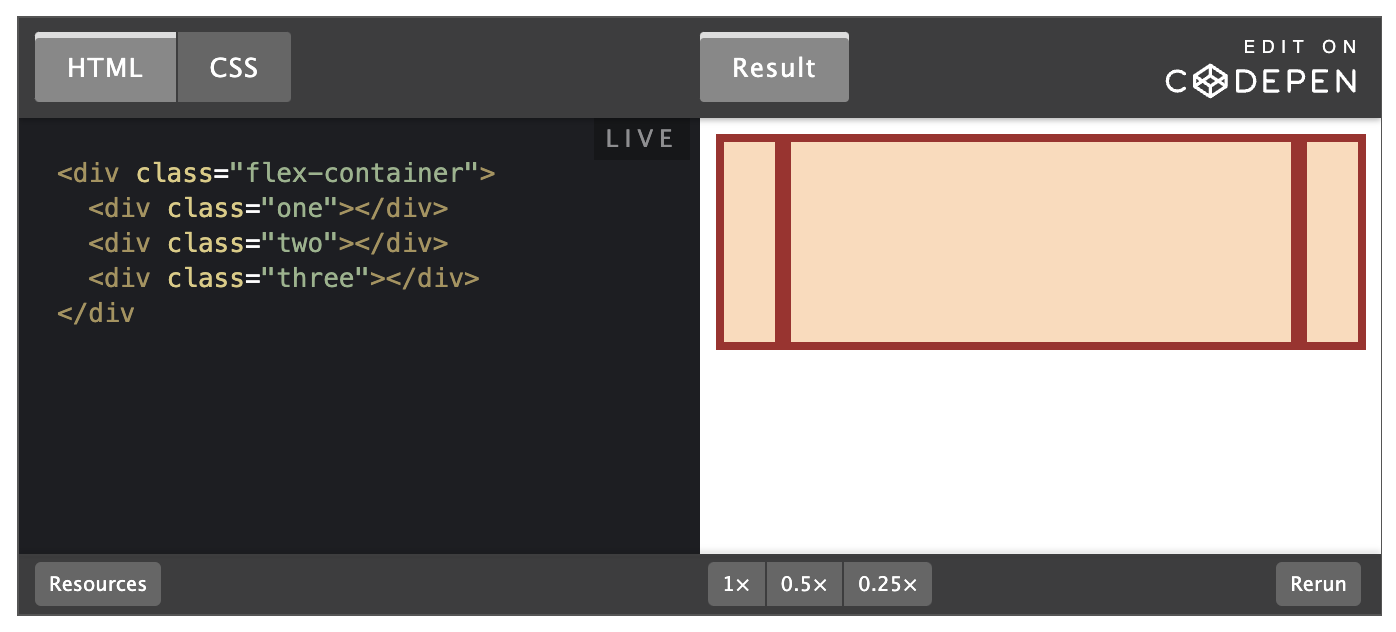 HTML CSS Result EDIT ON
CODEPEN
LIVE
<div class="flex-container">
  <div class="one"></div>
  <div class="two"></div>
  <div class="three"></div>
</div
Resources 1× 0.5× 0.25× Rerun